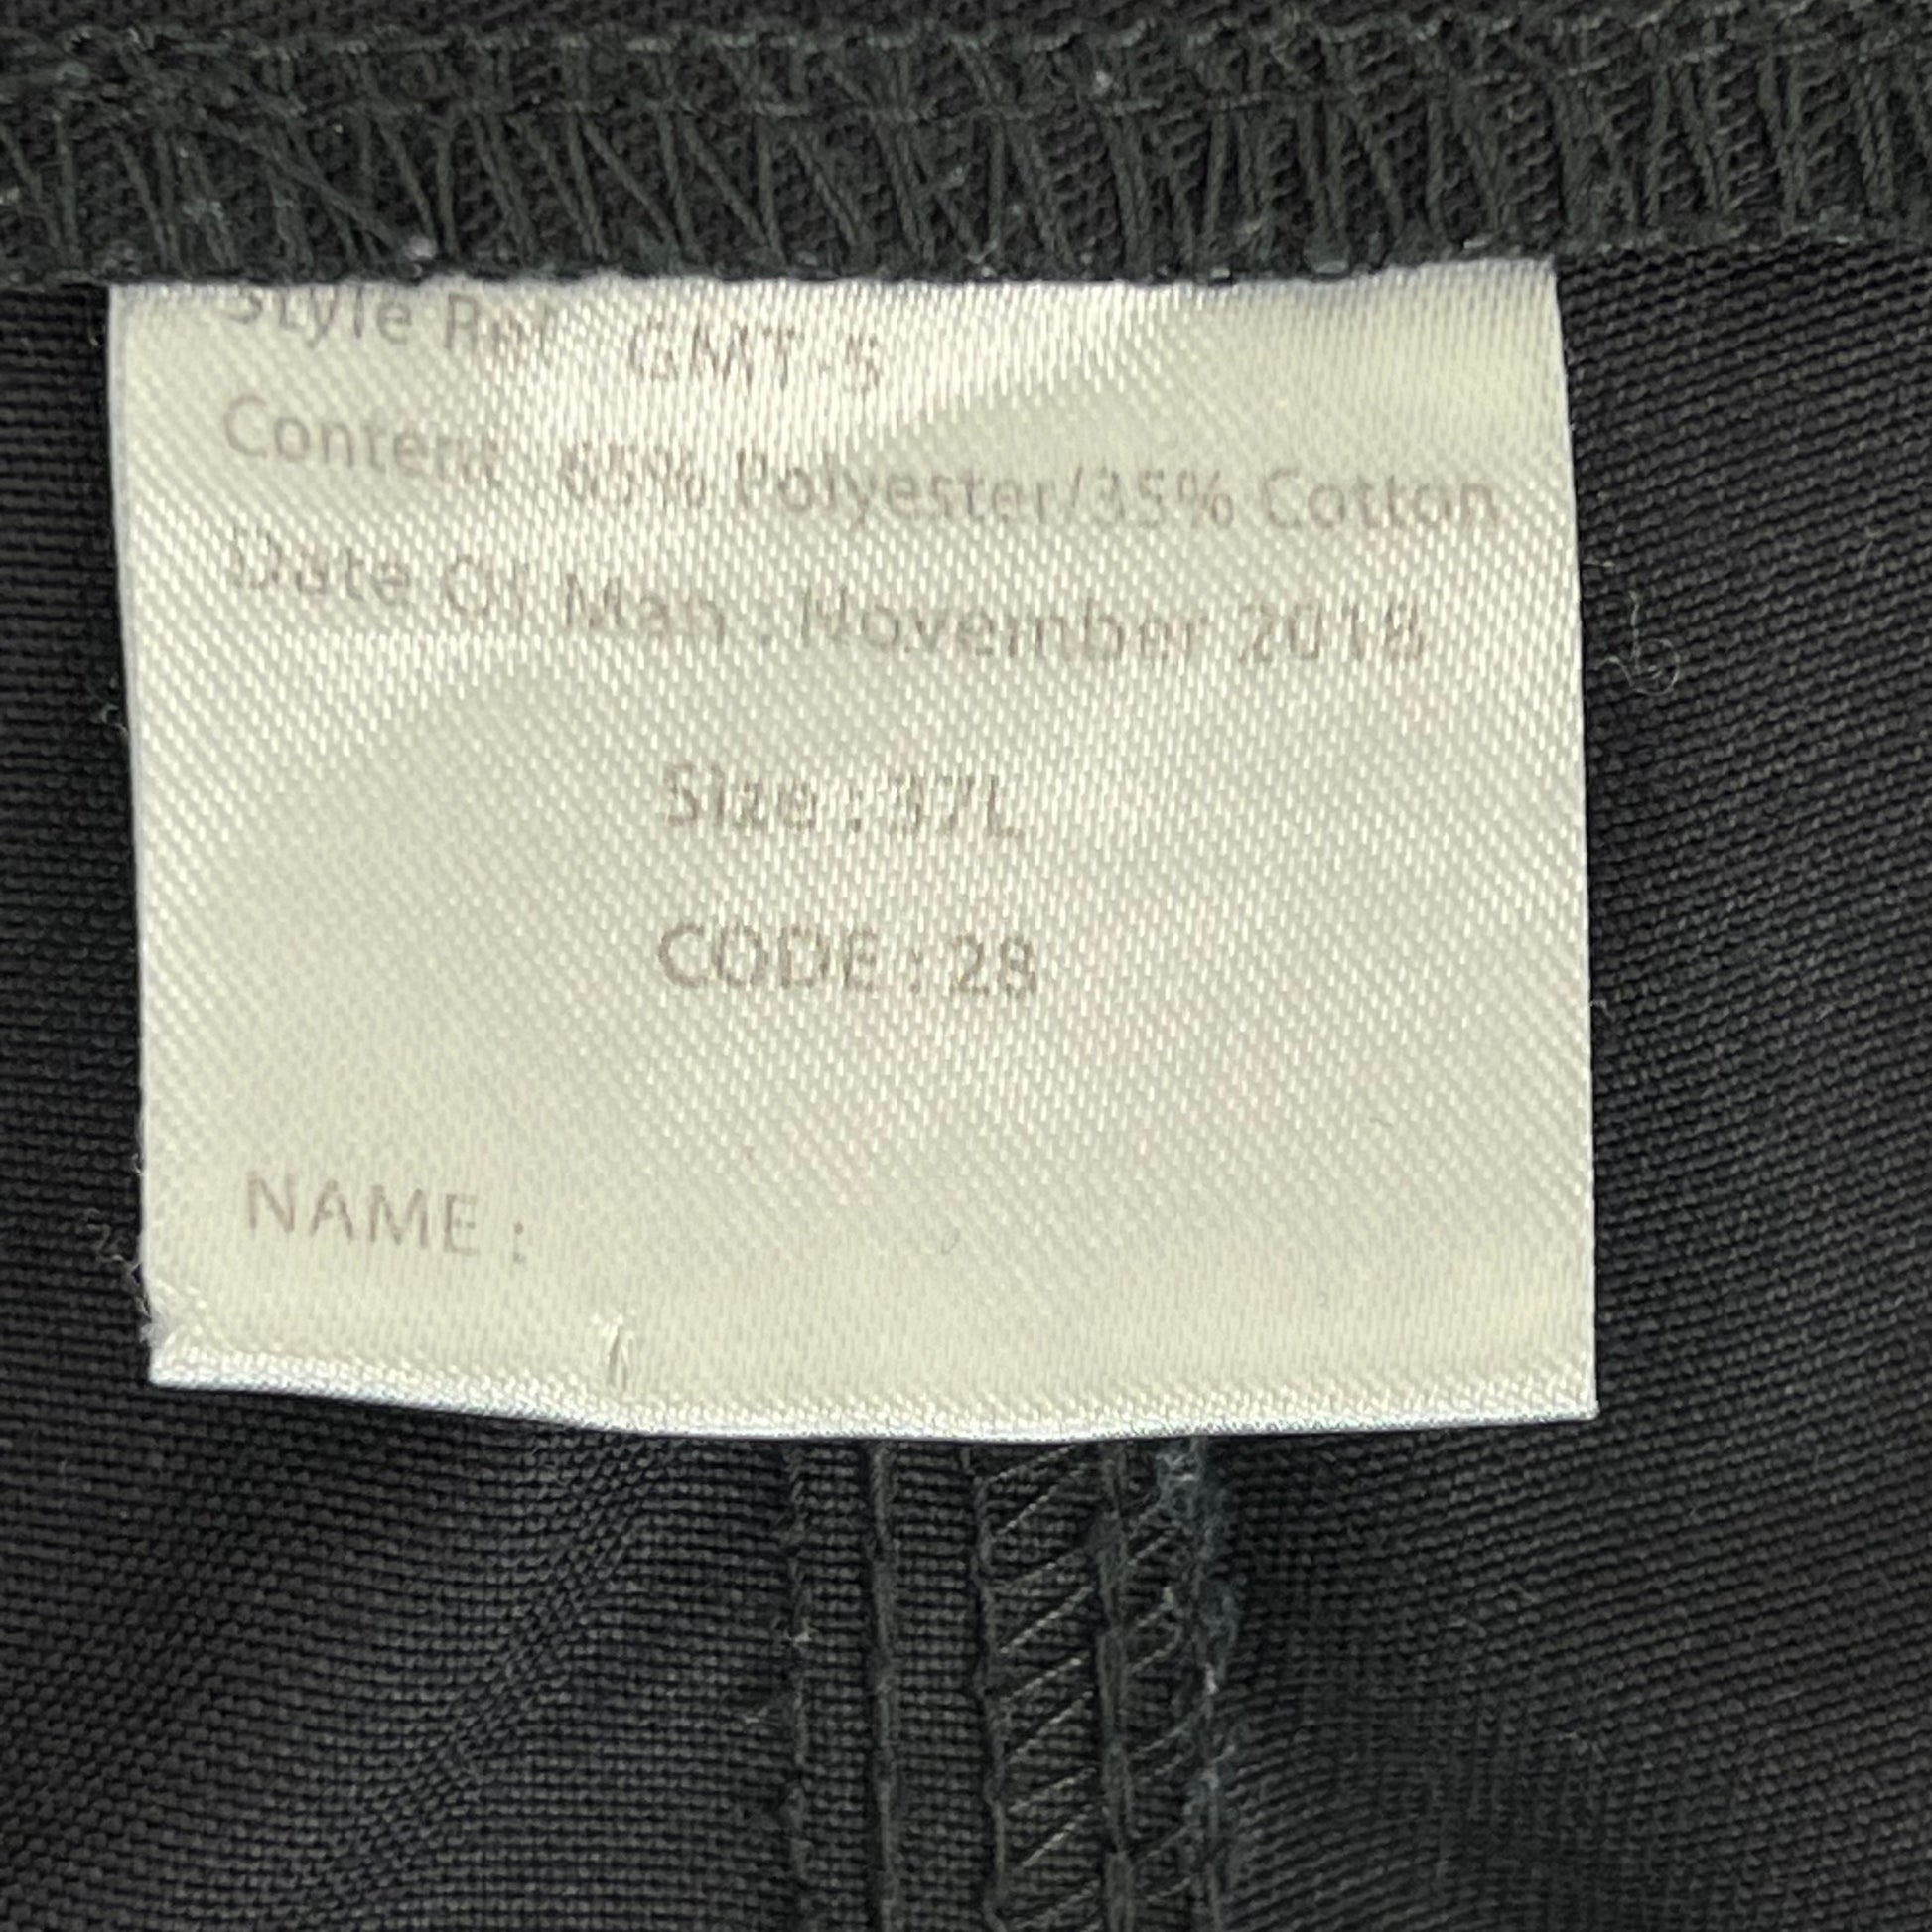 Style Ref : GMT-5
Content : 65% Polyester/35% Cotton
Date Of Man : November 2018
Size : 37L
CODE : 28
NAME :